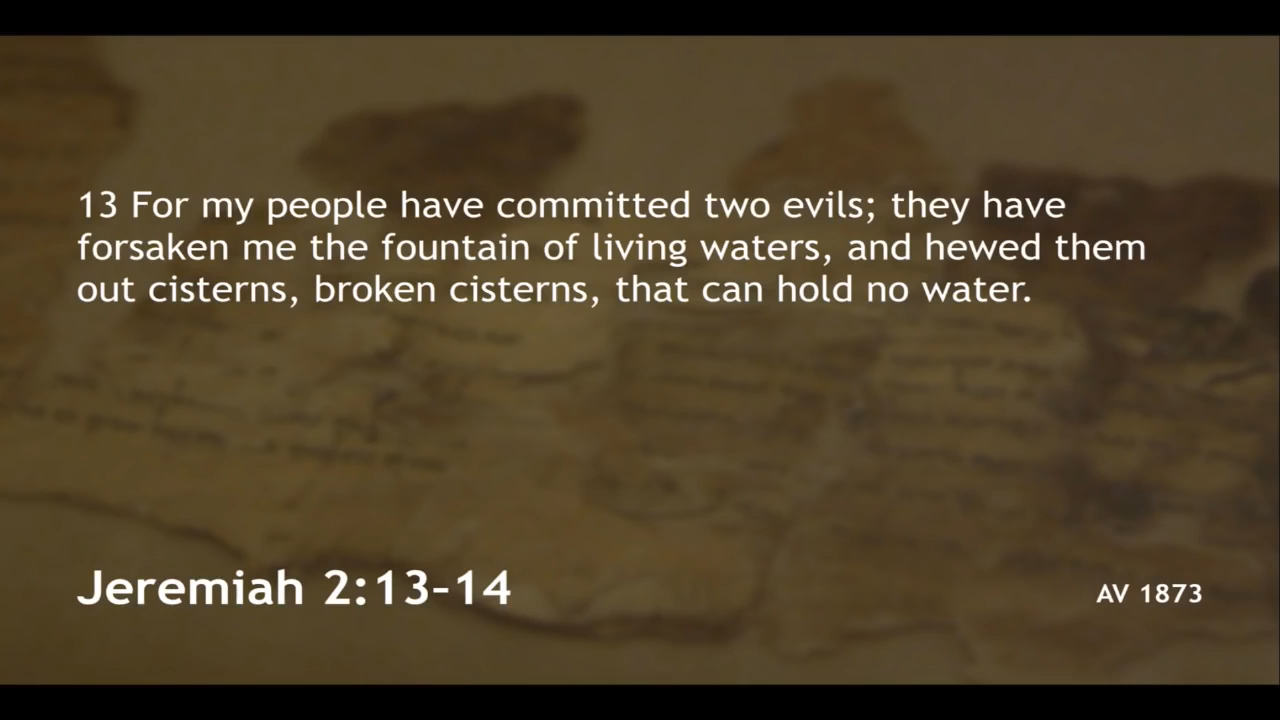 13 For my people have committed two evils; they have
forsaken me the fountain of living waters, and hewed them
out cisterns, broken cisterns, that can hold no water.
Jeremiah 2:13–14
AV 1873